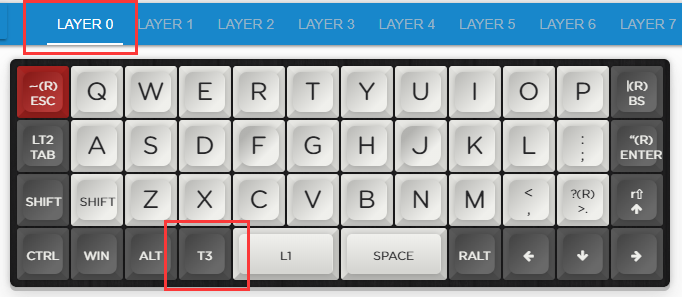 LAYER 0 LAYER 1 LAYER 2 LAYER 3 LAYER 4 LAYER 5 LAYER 6 LAYER 7
~(R) ESC Q W E R T Y U I O P |(R) BS
LT2 TAB A S D F G H J K L : ; "(R) ENTER
SHIFT SHIFT Z X C V B N M < , ?(R) >. r⇧ ↑
CTRL WIN ALT T3 L1 SPACE RALT ← ↓ →